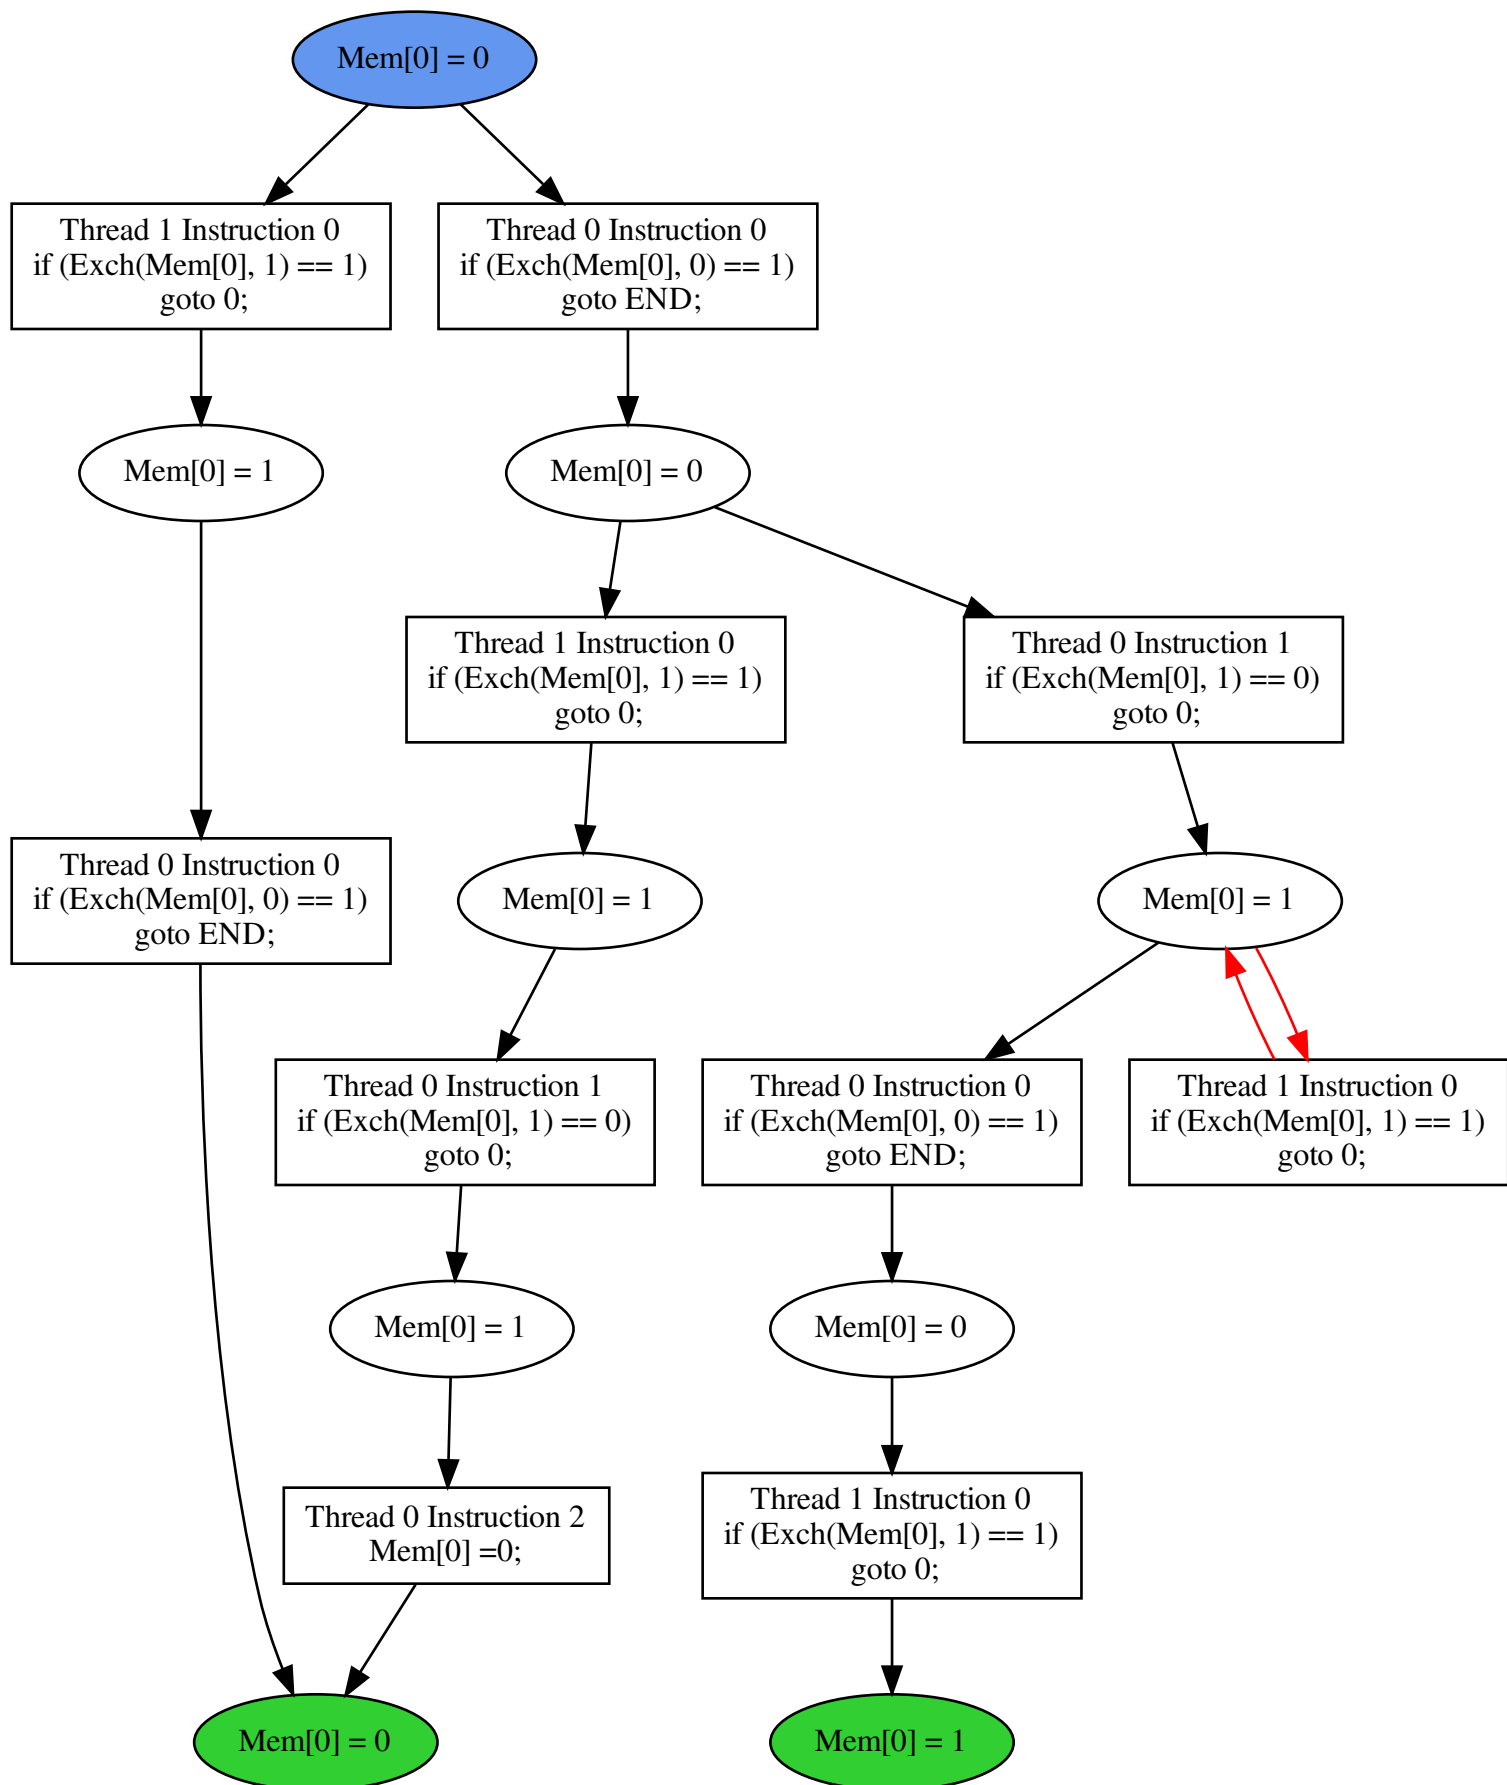 Mem[0] = 0
Thread 1 Instruction 0
if (Exch(Mem[0], 1) == 1)
goto 0;
Thread 0 Instruction 0
if (Exch(Mem[0], 0) == 1)
goto END;
Mem[0] = 1
Mem[0] = 0
Thread 1 Instruction 0
if (Exch(Mem[0], 1) == 1)
goto 0;
Thread 0 Instruction 1
if (Exch(Mem[0], 1) == 0)
goto 0;
Thread 0 Instruction 0
if (Exch(Mem[0], 0) == 1)
goto END;
Mem[0] = 1
Mem[0] = 1
Thread 0 Instruction 1
if (Exch(Mem[0], 1) == 0)
goto 0;
Thread 0 Instruction 0
if (Exch(Mem[0], 0) == 1)
goto END;
Thread 1 Instruction 0
if (Exch(Mem[0], 1) == 1)
goto 0;
Mem[0] = 1
Mem[0] = 0
Thread 0 Instruction 2
Mem[0] =0;
Thread 1 Instruction 0
if (Exch(Mem[0], 1) == 1)
goto 0;
Mem[0] = 0
Mem[0] = 1